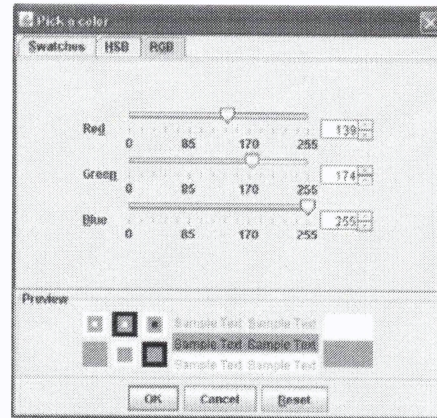 Pick a color
Swatches HSB RGB
Red 139
0 85 170 255
Green 174
0 85 170 255
Blue 255
0 85 170 255
Preview
Sample Text Sample Text
Sample Text Sample Text
Sample Text Sample Text
OK Cancel Reset